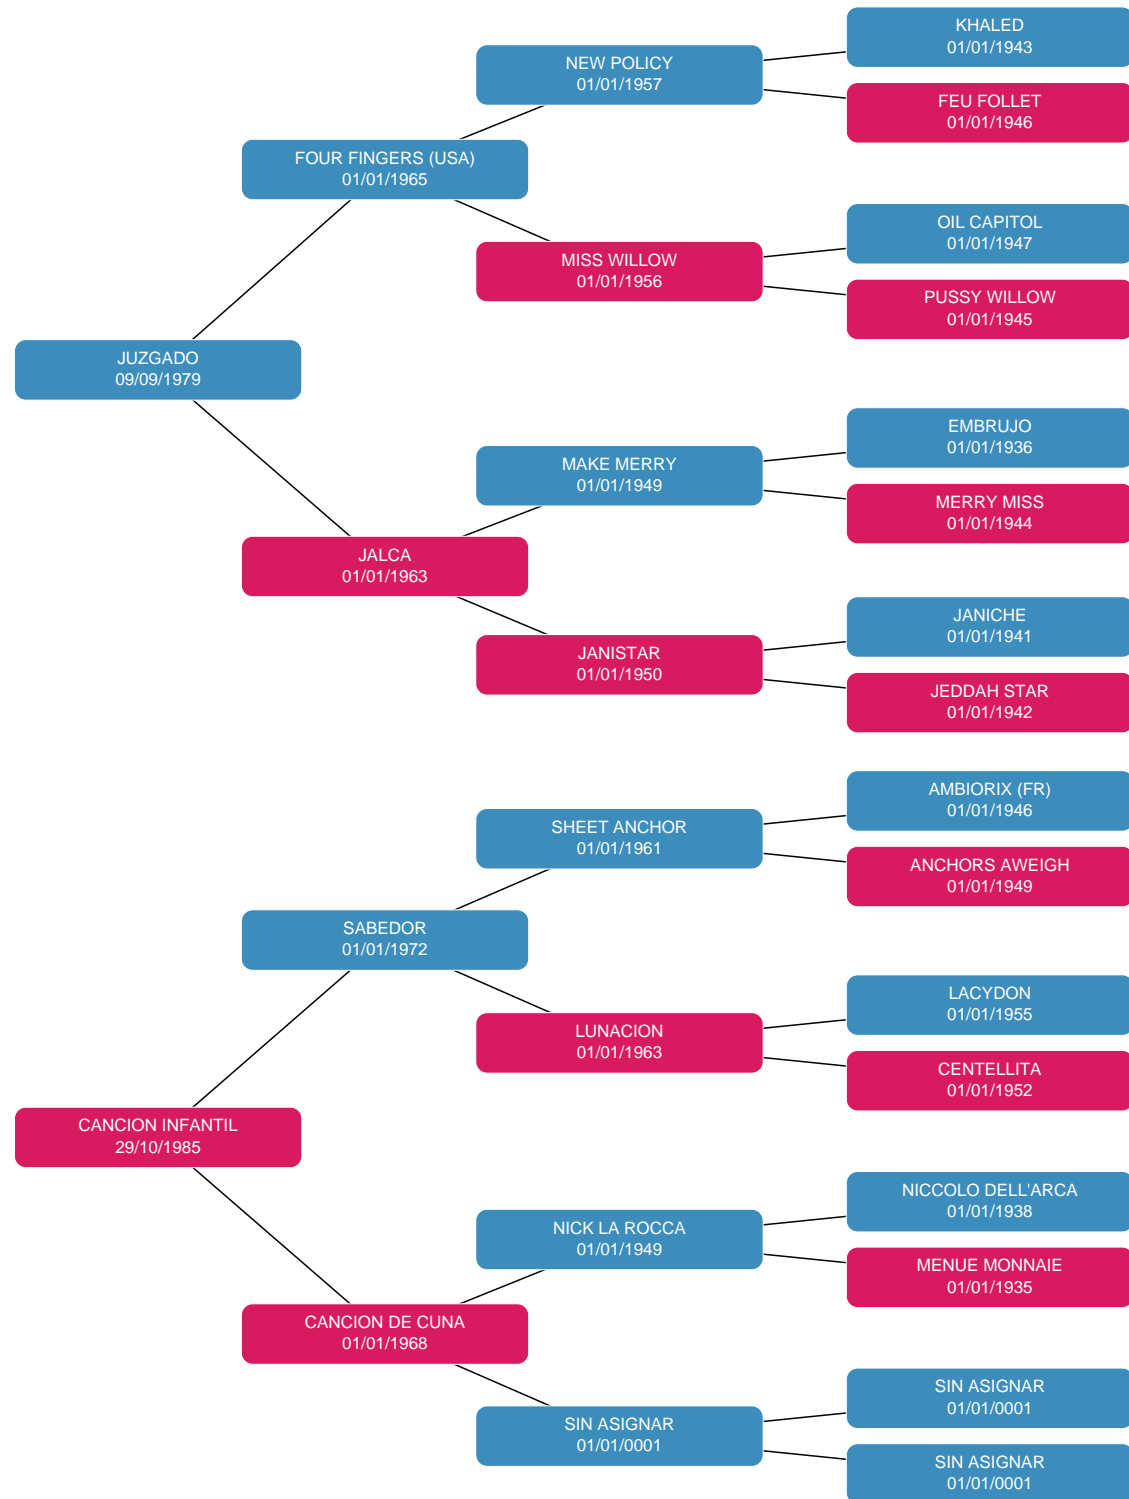 KHALED
01/01/1943
NEW POLICY
01/01/1957
FEU FOLLET
01/01/1946
FOUR FINGERS (USA)
01/01/1965
OIL CAPITOL
01/01/1947
MISS WILLOW
01/01/1956
PUSSY WILLOW
01/01/1945
JUZGADO
09/09/1979
EMBRUJO
01/01/1936
MAKE MERRY
01/01/1949
MERRY MISS
01/01/1944
JALCA
01/01/1963
JANICHE
01/01/1941
JANISTAR
01/01/1950
JEDDAH STAR
01/01/1942
AMBIORIX (FR)
01/01/1946
SHEET ANCHOR
01/01/1961
ANCHORS AWEIGH
01/01/1949
SABEDOR
01/01/1972
LACYDON
01/01/1955
LUNACION
01/01/1963
CENTELLITA
01/01/1952
CANCION INFANTIL
29/10/1985
NICCOLO DELL'ARCA
01/01/1938
NICK LA ROCCA
01/01/1949
MENUE MONNAIE
01/01/1935
CANCION DE CUNA
01/01/1968
SIN ASIGNAR
01/01/0001
SIN ASIGNAR
01/01/0001
SIN ASIGNAR
01/01/0001